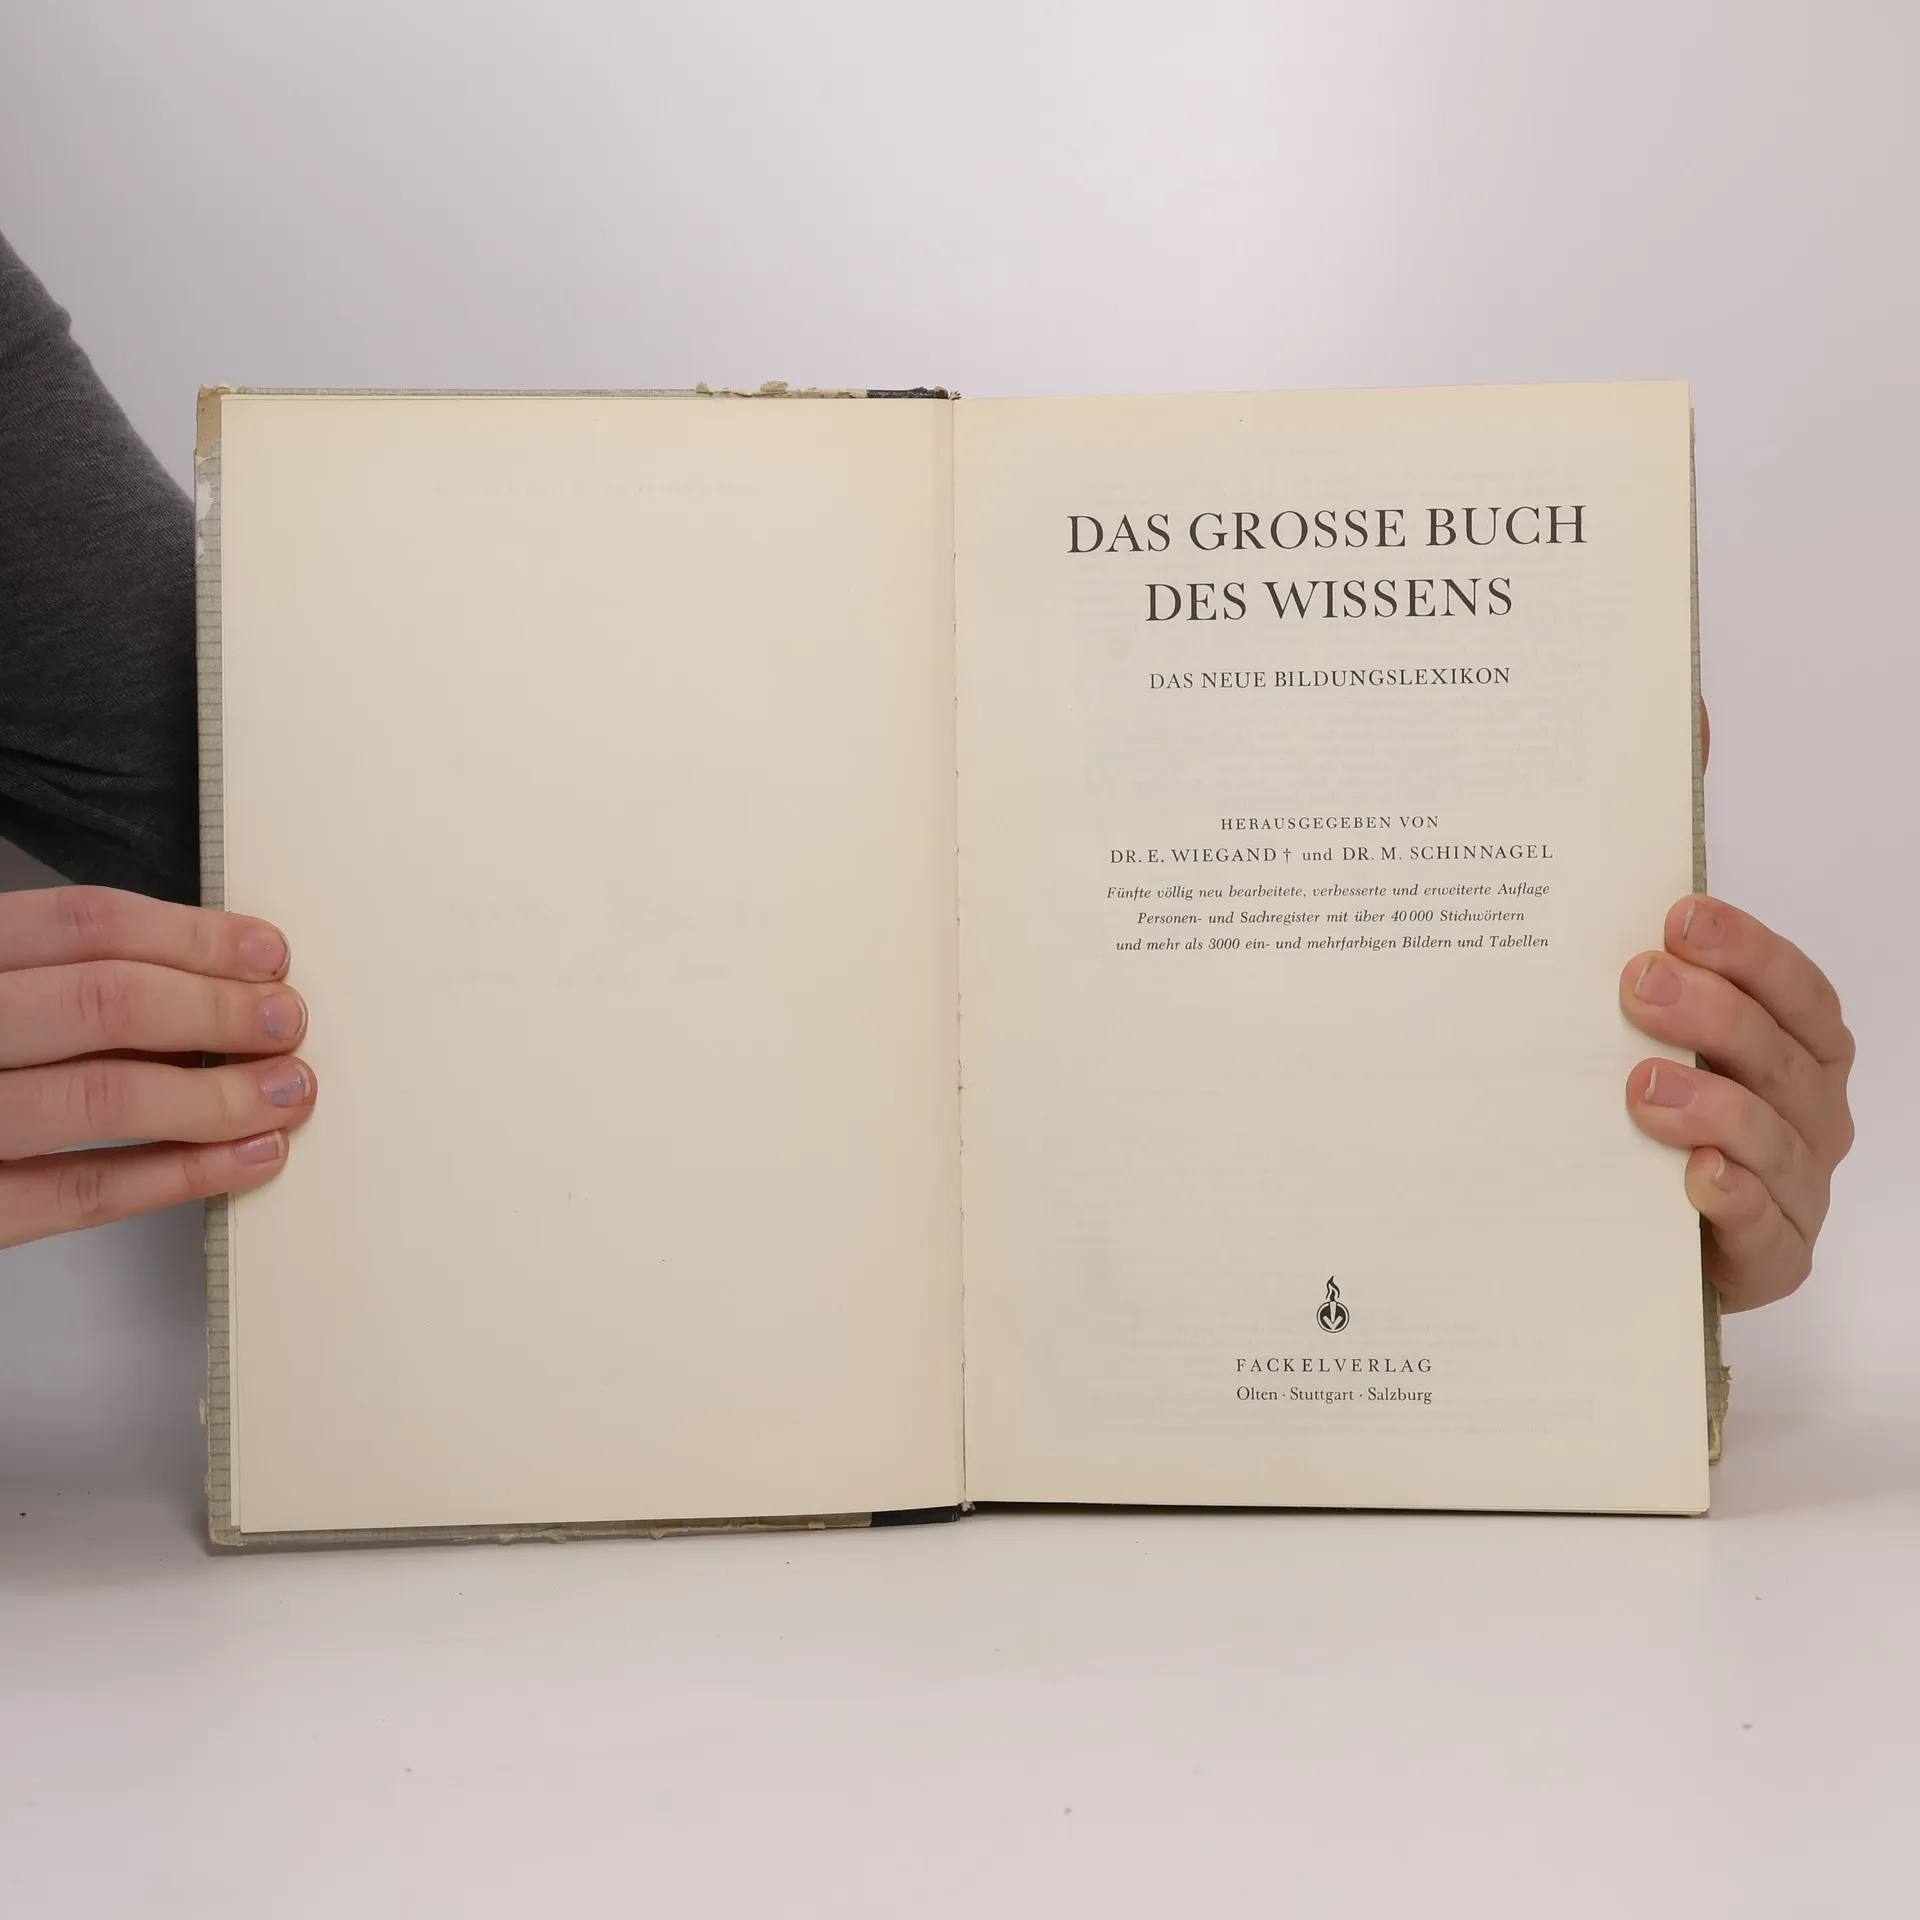 DAS GROSSE BUCH
DES WISSENS
DAS NEUE BILDUNGSLEXIKON
HERAUSGEGEBEN VON
DR. E. WIEGAND † und DR. M. SCHINNAGEL
Fünfte völlig neu bearbeitete, verbesserte und erweiterte Auflage
Personen- und Sachregister mit über 40 000 Stichwörtern
und mehr als 3000 ein- und mehrfarbigen Bildern und Tabellen
FACKELVERLAG
Olten · Stuttgart · Salzburg